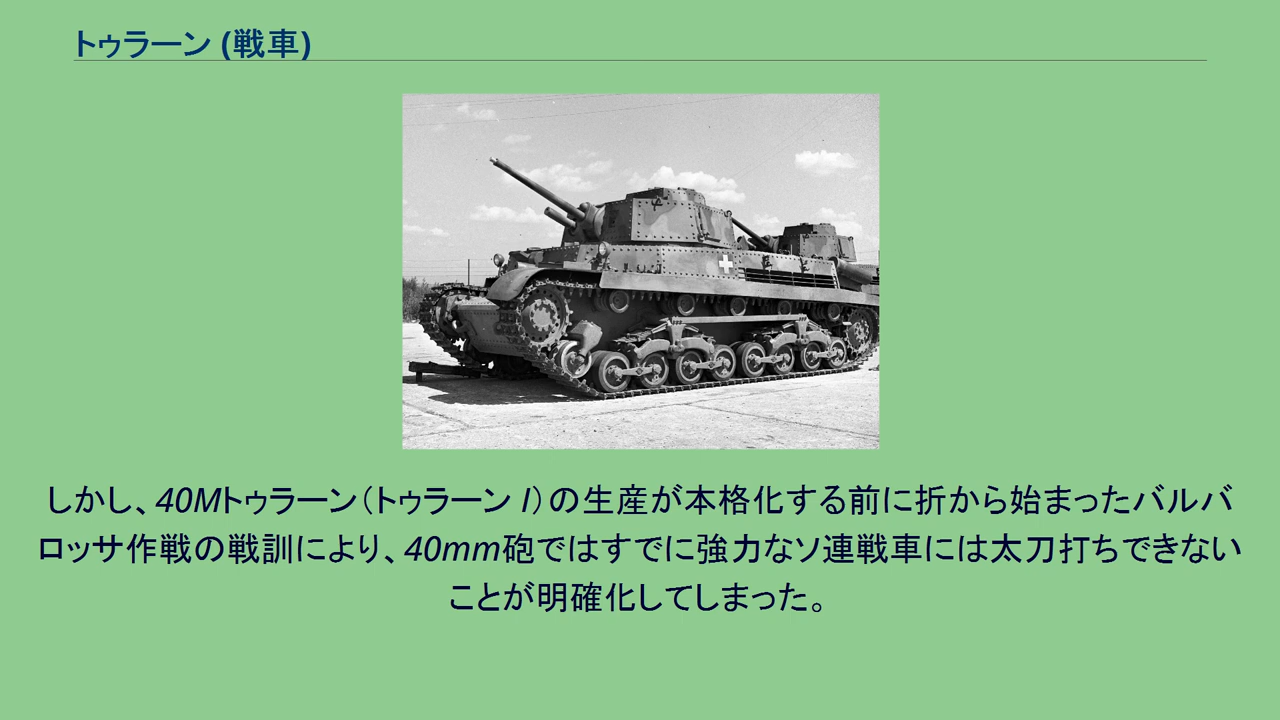 トゥラーン (戦車)
しかし、40Mトゥラーン（トゥラーン I）の生産が本格化する前に折から始まったバルバ
ロッサ作戦の戦訓により、40mm砲ではすでに強力なソ連戦車には太刀打ちできない
ことが明確化してしまった。